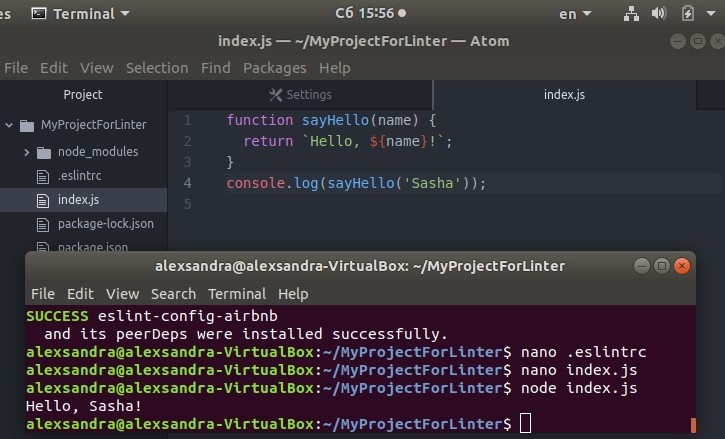 es Terminal Сб 15:56 en
index.js — ~/MyProjectForLinter — Atom
File Edit View Selection Find Packages Help
Project Settings index.js
MyProjectForLinter
node_modules
.eslintrc
index.js
package-lock.json
package.json
1 function sayHello(name) {
2 return `Hello, ${name}!`;
3 }
4 console.log(sayHello('Sasha'));
5
alexsandra@alexsandra-VirtualBox: ~/MyProjectForLinter
File Edit View Search Terminal Help
SUCCESS eslint-config-airbnb
and its peerDeps were installed successfully.
alexsandra@alexsandra-VirtualBox:~/MyProjectForLinter$ nano .eslintrc
alexsandra@alexsandra-VirtualBox:~/MyProjectForLinter$ nano index.js
alexsandra@alexsandra-VirtualBox:~/MyProjectForLinter$ node index.js
Hello, Sasha!
alexsandra@alexsandra-VirtualBox:~/MyProjectForLinter$